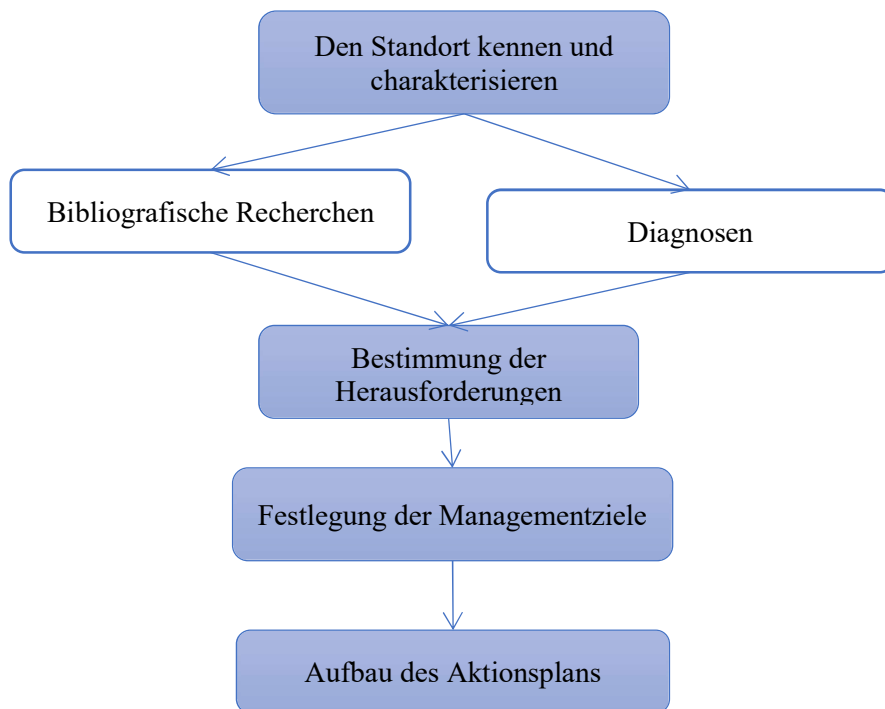 Den Standort kennen und
charakterisieren
Bibliografische Recherchen
Diagnosen
Bestimmung der
Herausforderungen
Festlegung der Managementziele
Aufbau des Aktionsplans